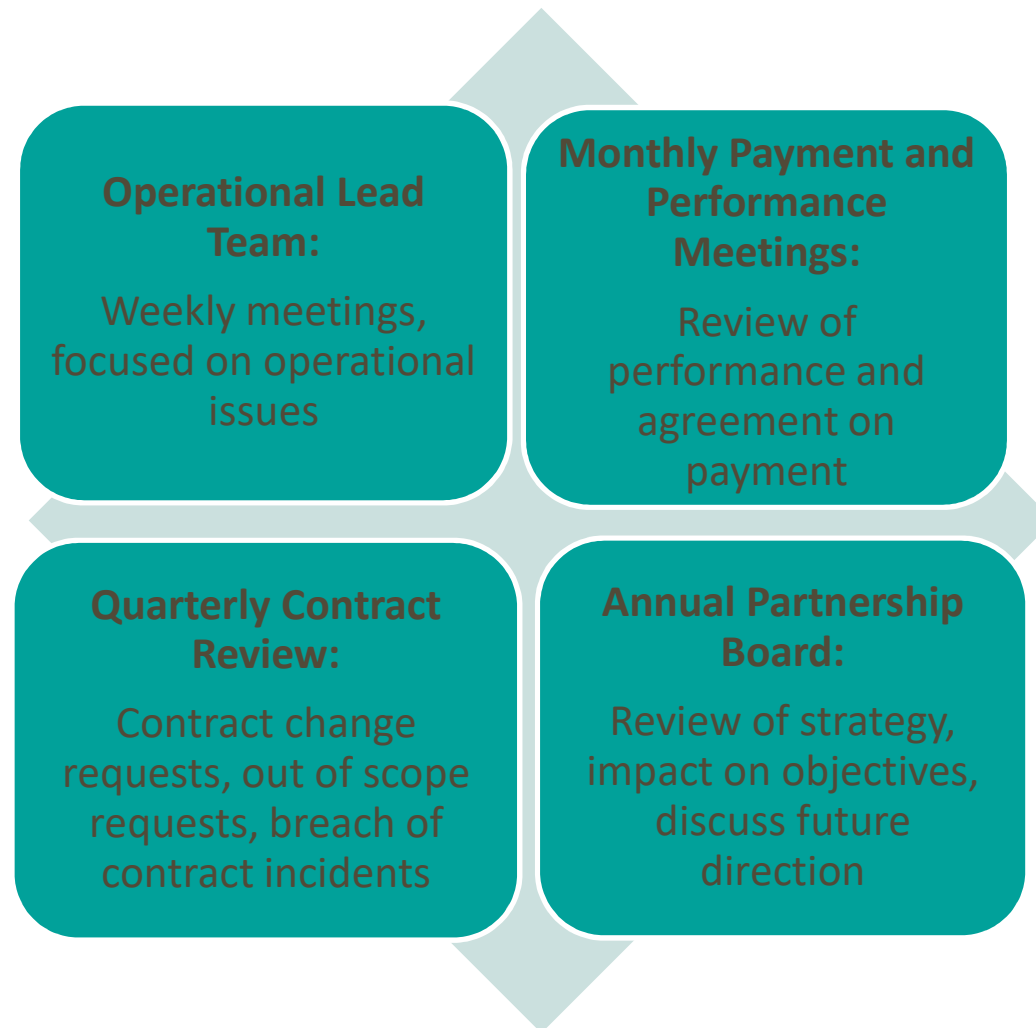 Operational Lead
Team:
Weekly meetings,
focused on operational
issues
Monthly Payment and
Performance
Meetings:
Review of
performance and
agreement on
payment
Quarterly Contract
Review:
Contract change
requests, out of scope
requests, breach of
contract incidents
Annual Partnership
Board:
Review of strategy,
impact on objectives,
discuss future
direction